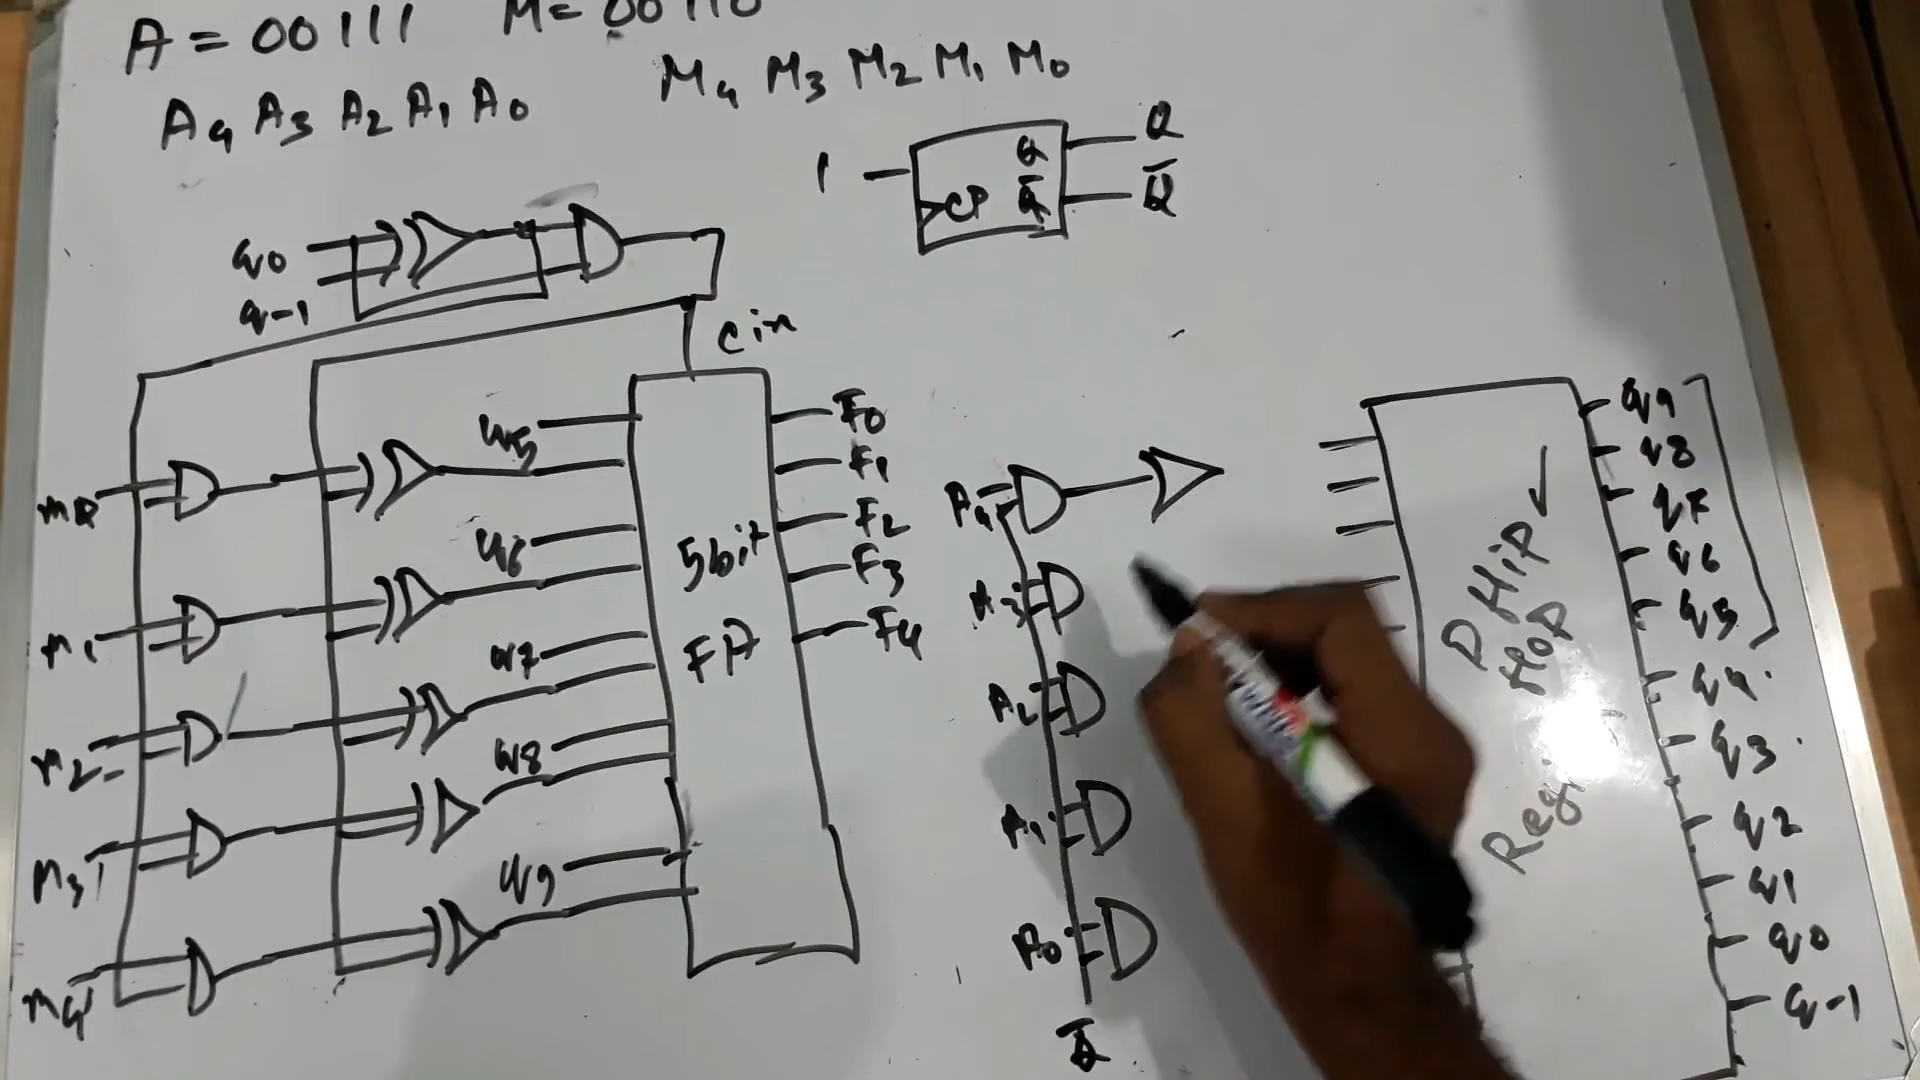 A = 00111 M = 00110
A4 A3 A2 A1 A0 M4 M3 M2 M1 M0
1 Q Q
CP Q̅ Q̅
q0
q-1
Cin
m0
m1
m2
m3
m4
q5
q6
q7
q8
q9
5bit
FA
F0
F1
F2
F3
F4
A4
A3
A2
A1
A0
Q̅
D Flip
Flop
q9
q8
q7
q6
q5
q4
q3
q2
q1
q0
q-1